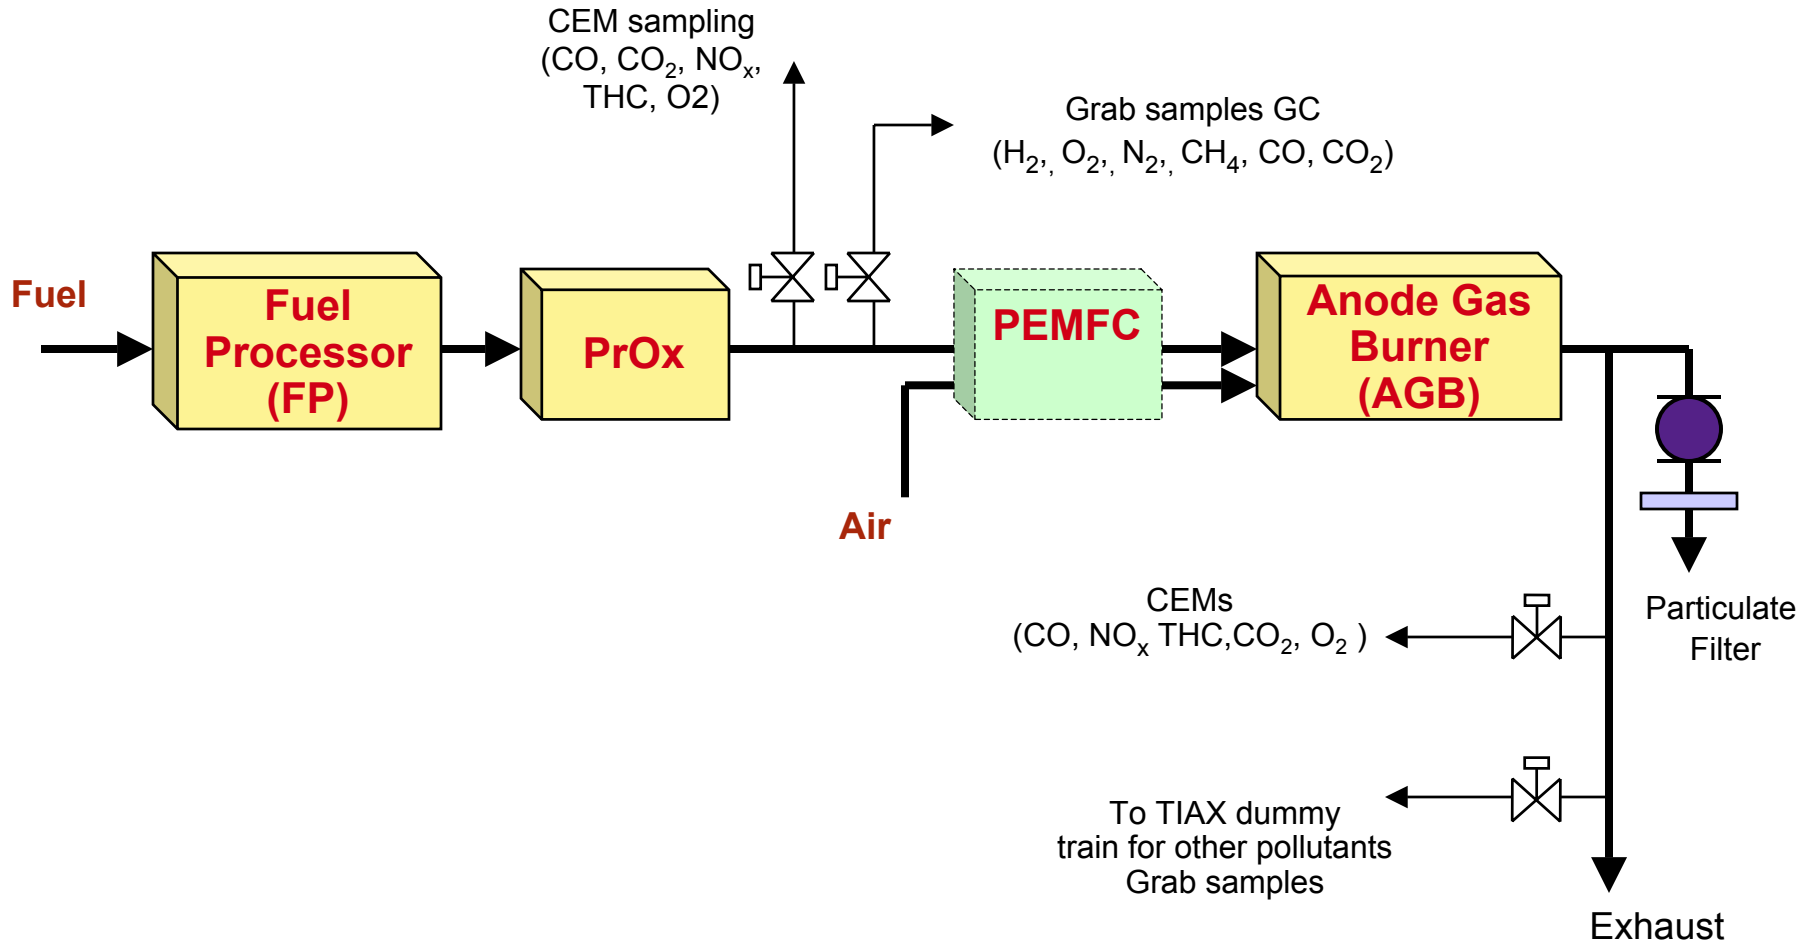 CEM sampling
(CO, CO₂, NOₓ,
THC, O2)
Grab samples GC
(H₂,, O₂,, N₂,, CH₄, CO, CO₂)
Fuel
Fuel
Processor
(FP)
PrOx
PEMFC
Anode Gas
Burner
(AGB)
Air
CEMs
(CO, NOₓ THC,CO₂, O₂ )
Particulate
Filter
To TIAX dummy
train for other pollutants
Grab samples
Exhaust